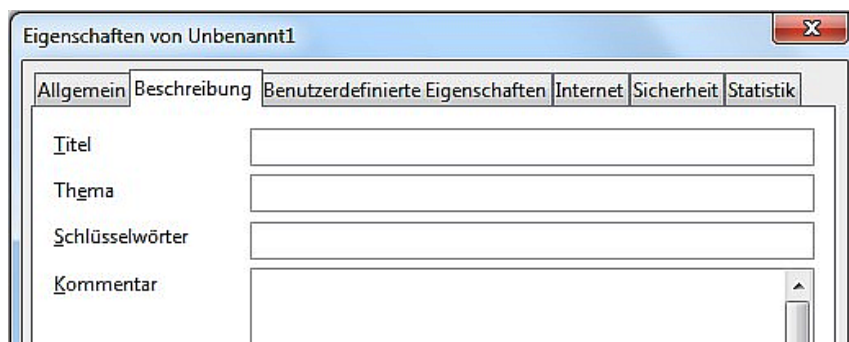 Eigenschaften von Unbenannt1
Allgemein Beschreibung Benutzerdefinierte Eigenschaften Internet Sicherheit Statistik
Titel
Thema
Schlüsselwörter
Kommentar